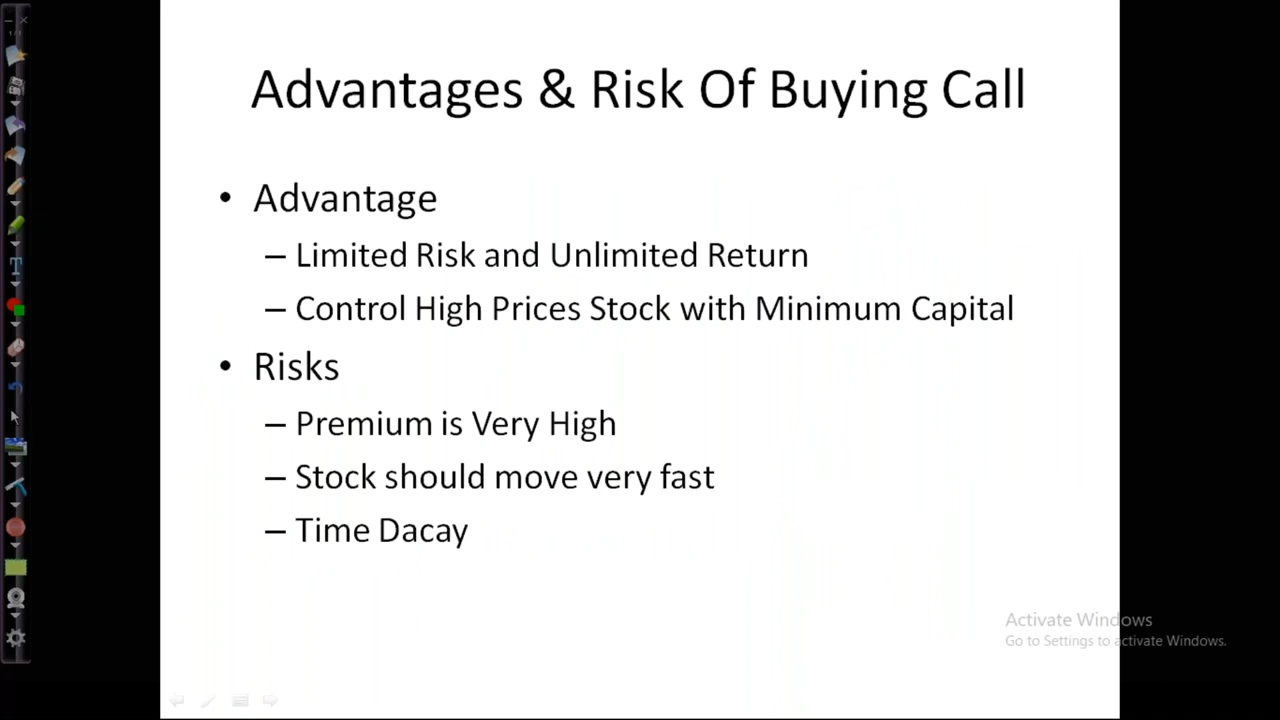 Advantages & Risk Of Buying Call
• Advantage
– Limited Risk and Unlimited Return
– Control High Prices Stock with Minimum Capital
• Risks
– Premium is Very High
– Stock should move very fast
– Time Dacay
Activate Windows
Go to Settings to activate Windows.
1/1